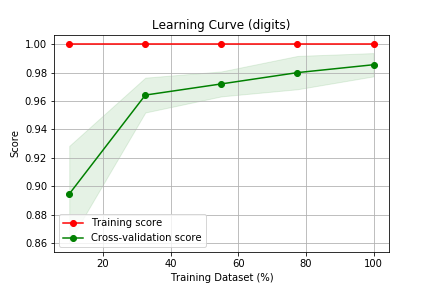 Learning Curve (digits)
1.00
0.98
0.96
0.94
0.92
0.90
0.88
0.86
Score
Training score
Cross-validation score
20 40 60 80 100
Training Dataset (%)